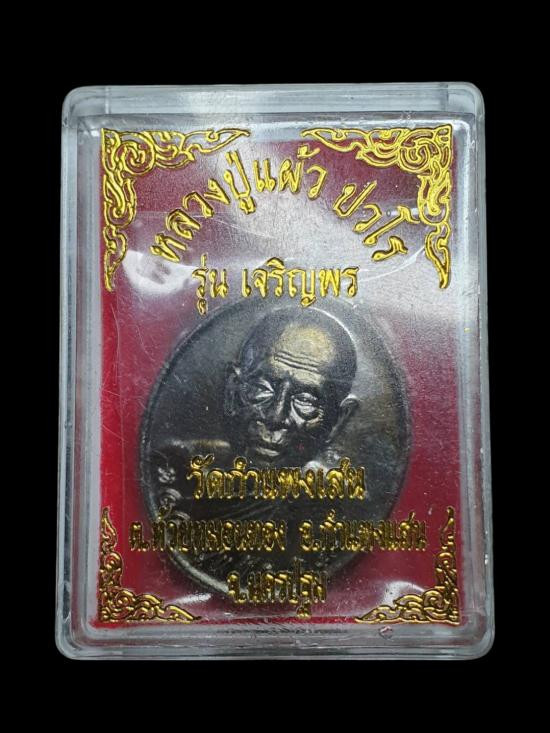 หลวงปู่แผ้ว ปวโร
รุ่น เจริญพร
วัดกำแพงแสน
ต.ห้วยหมอนทอง อ.กำแพงแสน
จ.นครปฐม